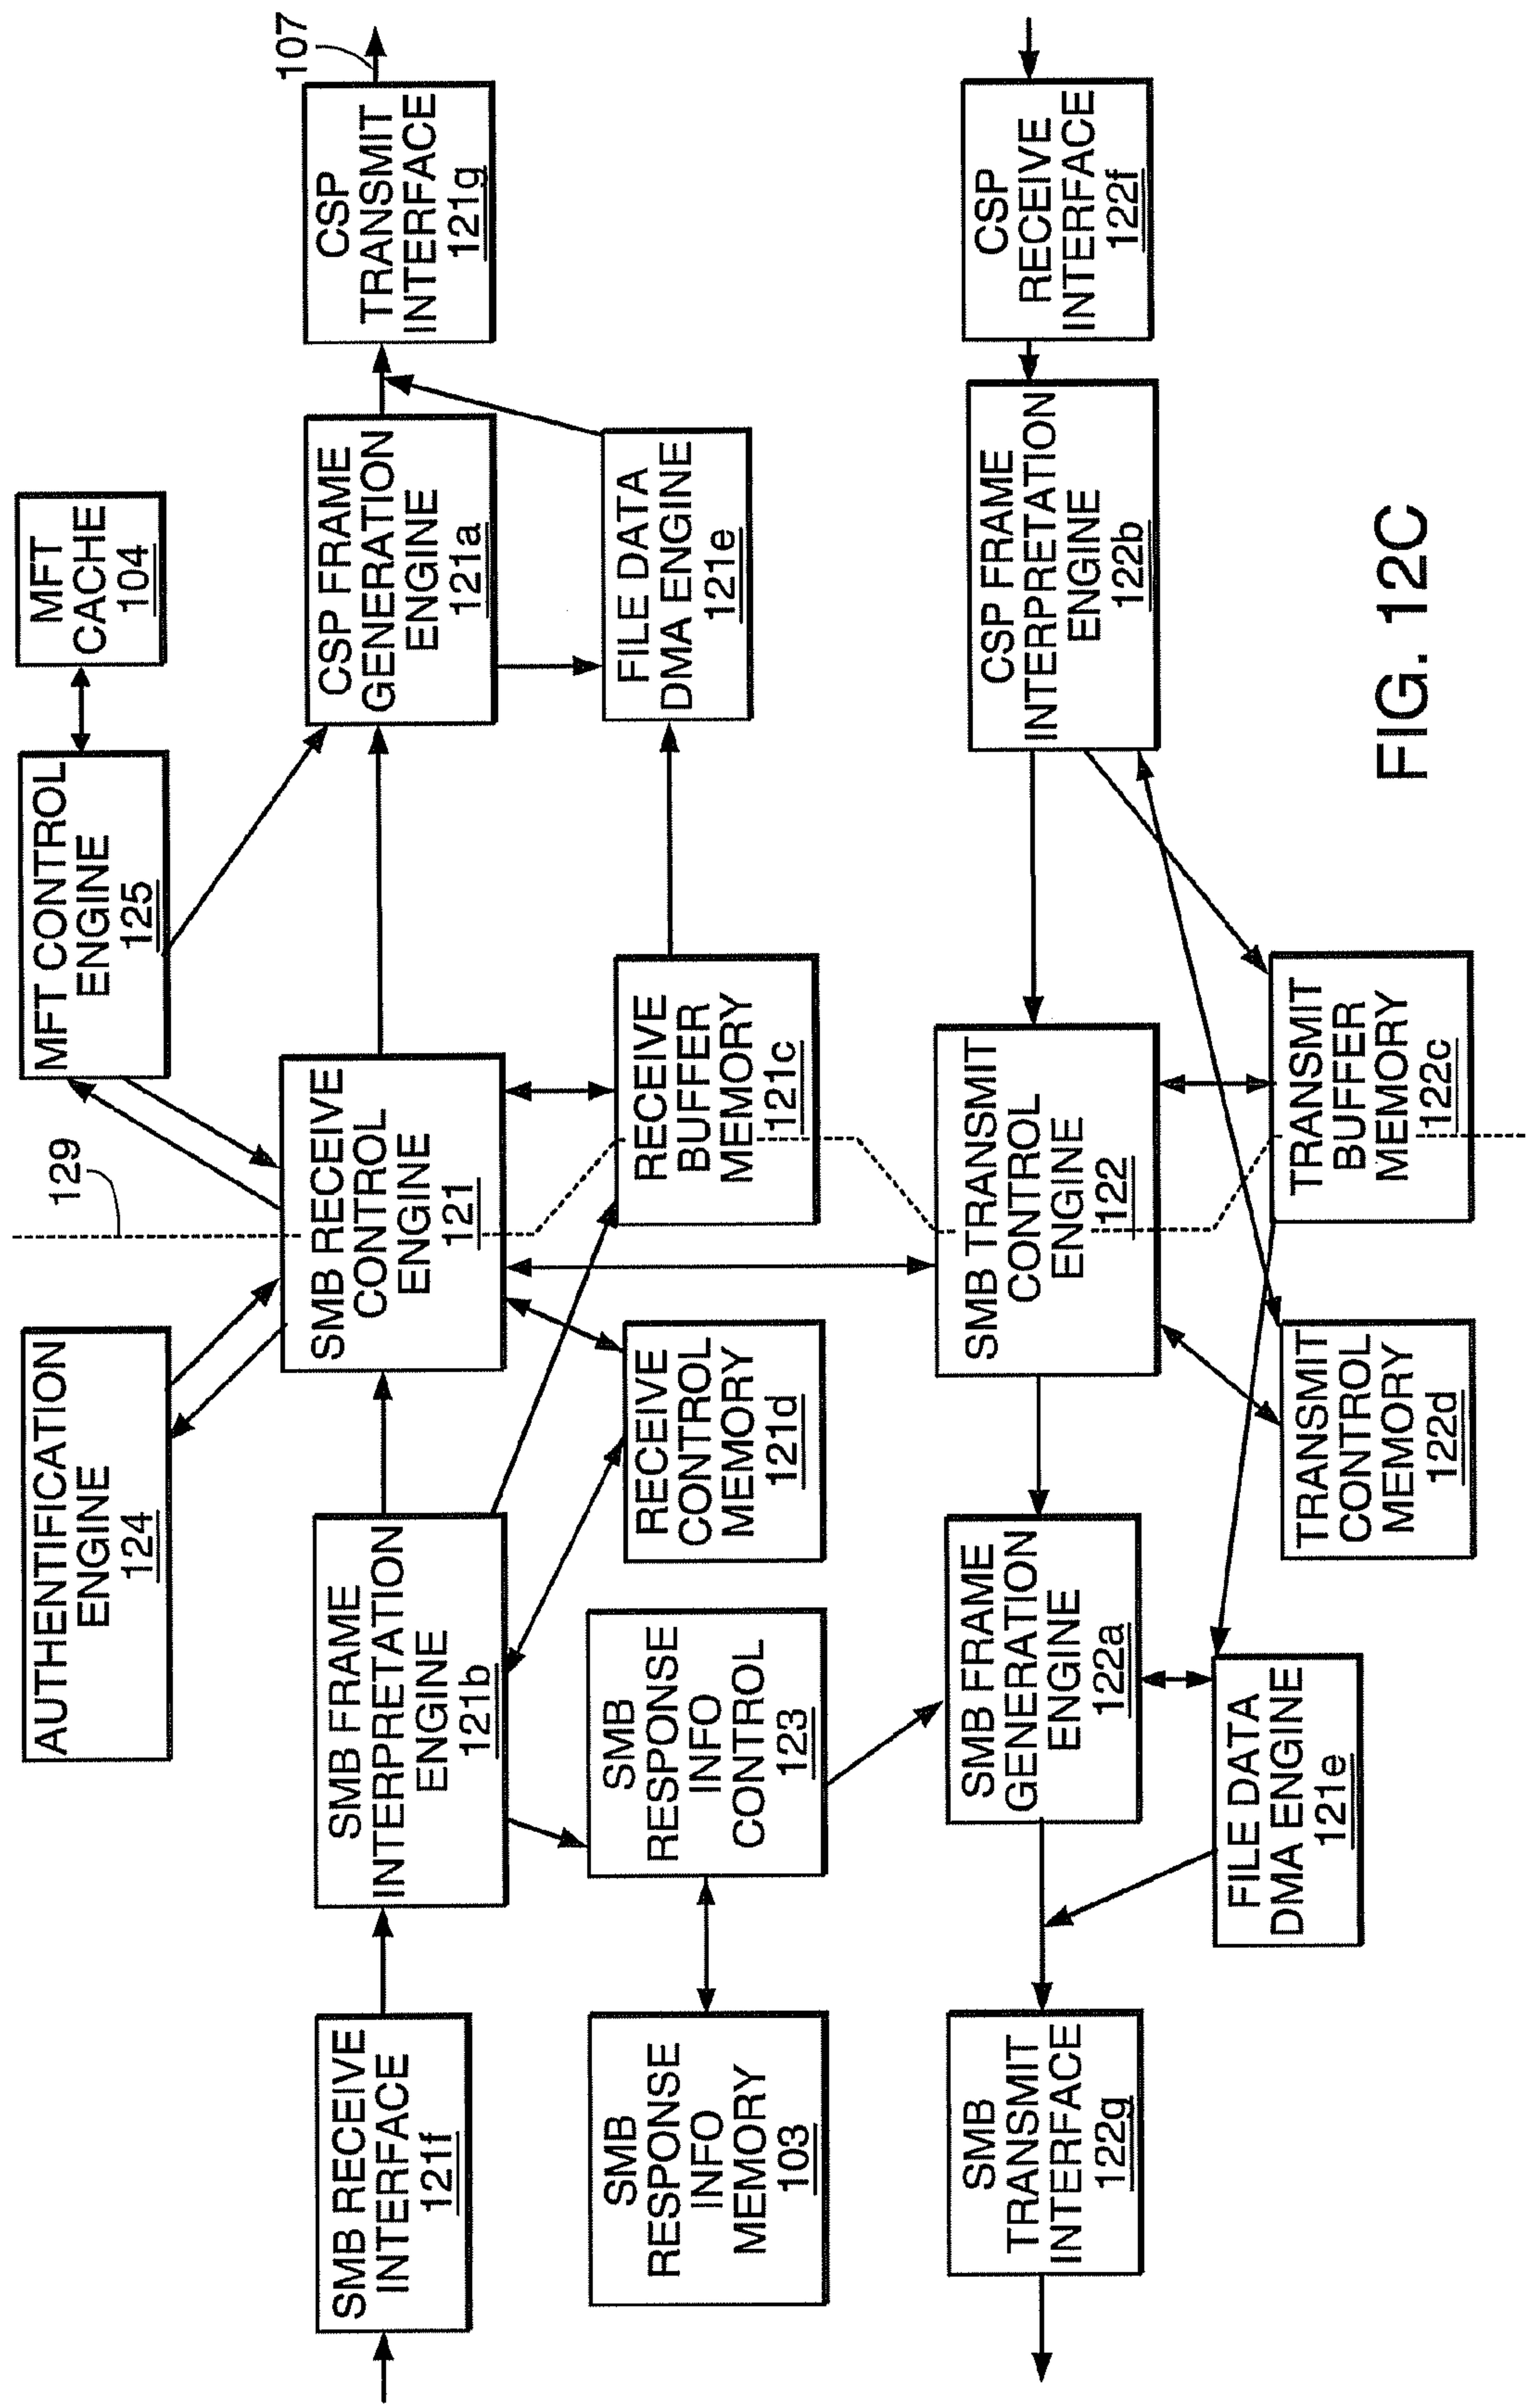 AUTHENTIFICATION
ENGINE
124
129
MFT CONTROL
ENGINE
125
MFT
CACHE
104
SMB RECEIVE
INTERFACE
121f
SMB FRAME
INTERPRETATION
ENGINE
121b
SMB RECEIVE
CONTROL
ENGINE
121
CSP FRAME
GENERATION
ENGINE
121a
CSP
TRANSMIT
INTERFACE
121g
107
SMB
RESPONSE
INFO
MEMORY
103
SMB
RESPONSE
INFO
CONTROL
123
RECEIVE
CONTROL
MEMORY
121d
RECEIVE
BUFFER
MEMORY
121c
FILE DATA
DMA ENGINE
121e
SMB
TRANSMIT
INTERFACE
122g
SMB FRAME
GENERATION
ENGINE
122a
SMB TRANSMIT
CONTROL
ENGINE
122
CSP FRAME
INTERPRETATION
ENGINE
122b
CSP
RECEIVE
INTERFACE
122f
FILE DATA
DMA ENGINE
121e
TRANSMIT
CONTROL
MEMORY
122d
TRANSMIT
BUFFER
MEMORY
122c
FIG. 12C